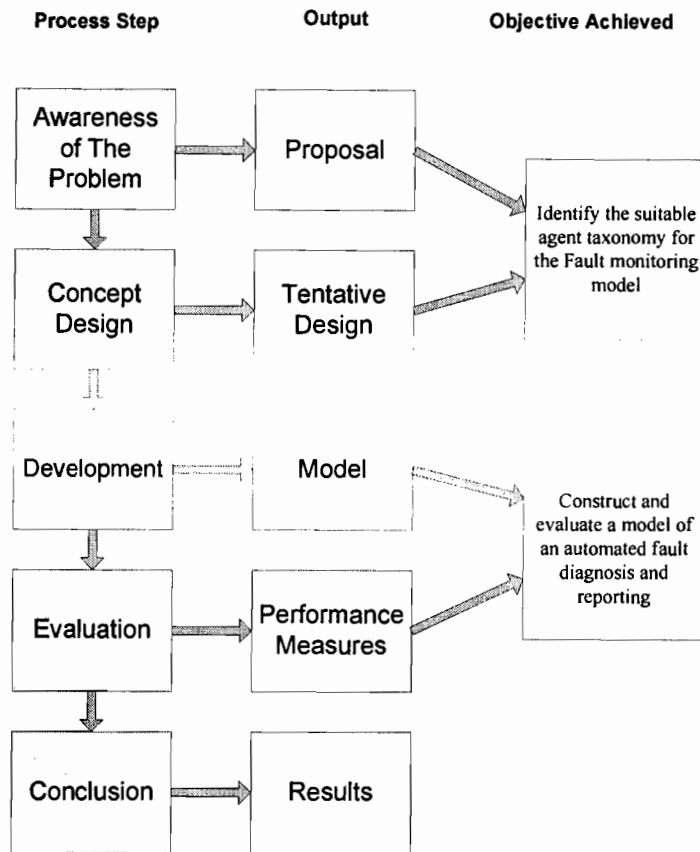 Process Step Output Objective Achieved
Awareness
of The
Problem
Proposal
Identify the suitable
agent taxonomy for
the Fault monitoring
model
Concept
Design
Tentative
Design
Development
Model
Construct and
evaluate a model of
an automated fault
diagnosis and
reporting
Evaluation
Performance
Measures
Conclusion
Results